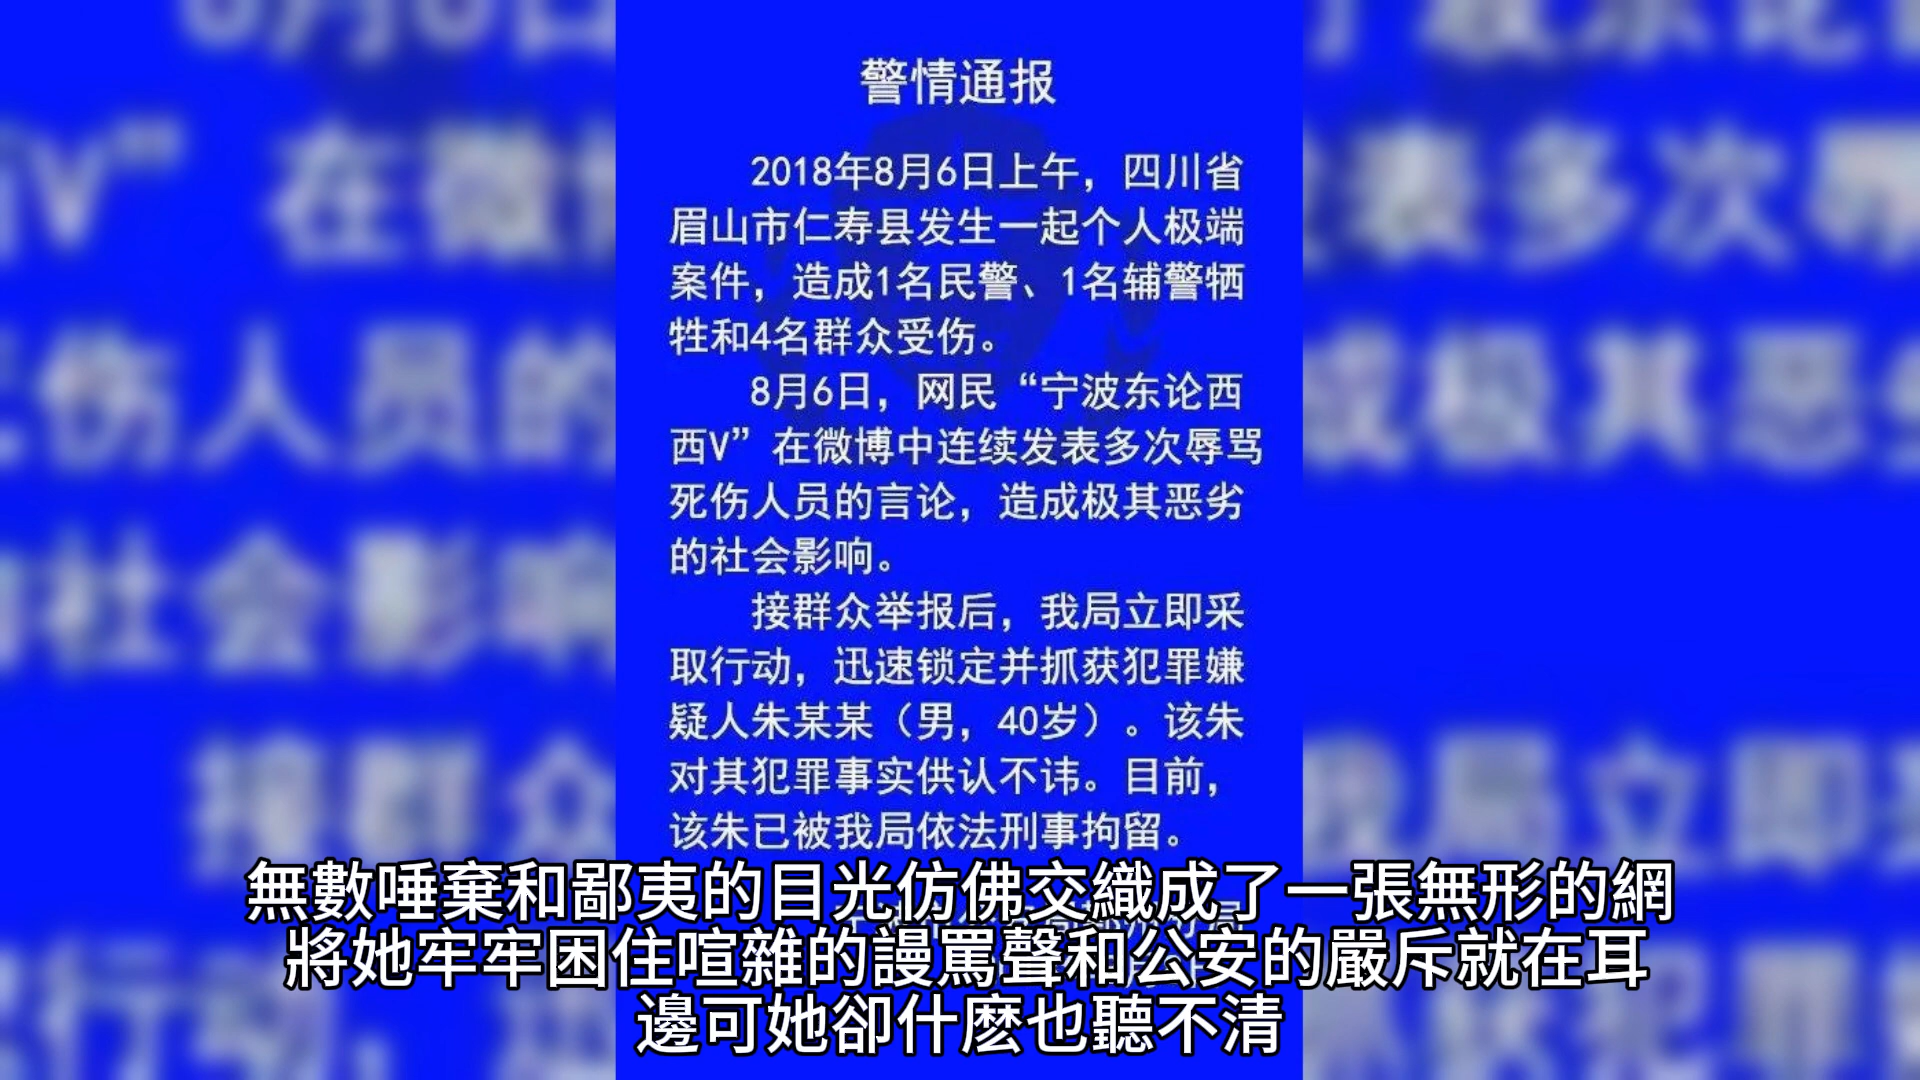 警情通报
2018年8月6日上午，四川省
眉山市仁寿县发生一起个人极端
案件，造成1名民警、1名辅警牺
牲和4名群众受伤。
8月6日，网民“宁波东论西
西V”在微博中连续发表多次辱骂
死伤人员的言论，造成极其恶劣
的社会影响。
接群众举报后，我局立即采
取行动，迅速锁定并抓获犯罪嫌
疑人朱某某（男，40岁）。该朱
对其犯罪事实供认不讳。目前，
该朱已被我局依法刑事拘留。
無數唾棄和鄙夷的目光仿佛交織成了一張無形的網
將她牢牢困住喧雜的謾罵聲和公安的嚴斥就在耳
邊可她卻什麽也聽不清